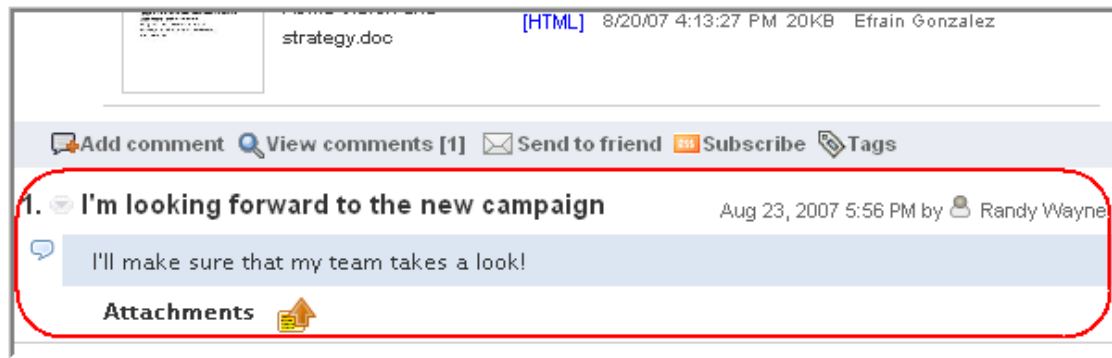 strategy.doc
[HTML] 8/20/07 4:13:27 PM 20KB Efrain Gonzalez
Add comment View comments [1] Send to friend Subscribe Tags
1. I'm looking forward to the new campaign Aug 23, 2007 5:56 PM by Randy Wayne
I'll make sure that my team takes a look!
Attachments